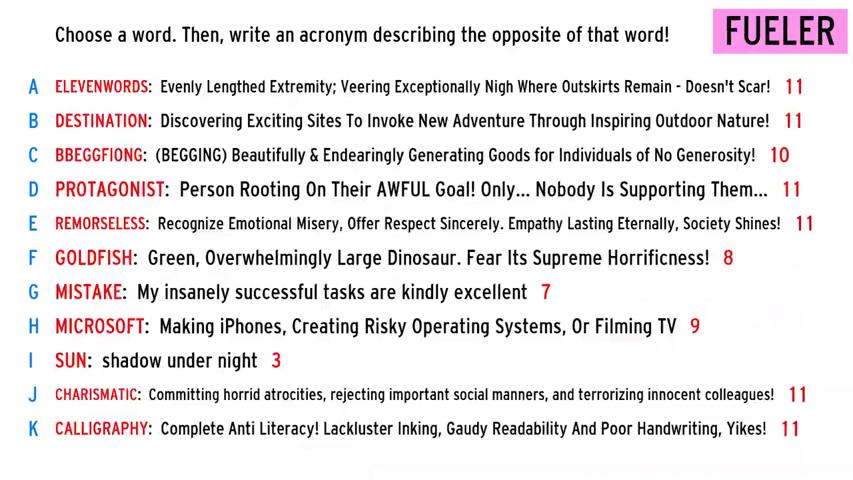 Choose a word. Then, write an acronym describing the opposite of that word!
FUELER
A ELEVENWORDS: Evenly Lengthed Extremity; Veering Exceptionally Nigh Where Outskirts Remain - Doesn't Scar! 11
B DESTINATION: Discovering Exciting Sites To Invoke New Adventure Through Inspiring Outdoor Nature! 11
C BBEGGFIONG: (BEGGING) Beautifully & Endearingly Generating Goods for Individuals of No Generosity! 10
D PROTAGONIST: Person Rooting On Their AWFUL Goal! Only... Nobody Is Supporting Them... 11
E REMORSELESS: Recognize Emotional Misery, Offer Respect Sincerely. Empathy Lasting Eternally, Society Shines! 11
F GOLDFISH: Green, Overwhelmingly Large Dinosaur. Fear Its Supreme Horrificness! 8
G MISTAKE: My insanely successful tasks are kindly excellent 7
H MICROSOFT: Making iPhones, Creating Risky Operating Systems, Or Filming TV 9
I SUN: shadow under night 3
J CHARISMATIC: Committing horrid atrocities, rejecting important social manners, and terrorizing innocent colleagues! 11
K CALLIGRAPHY: Complete Anti Literacy! Lackluster Inking, Gaudy Readability And Poor Handwriting, Yikes! 11